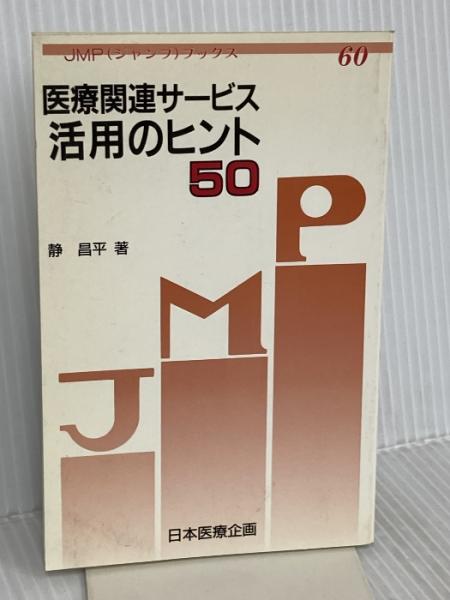 JMP(ジャンプ)ブックス 60
医療関連サービス
活用のヒント
50
静 昌平 著
JMP
日本医療企画